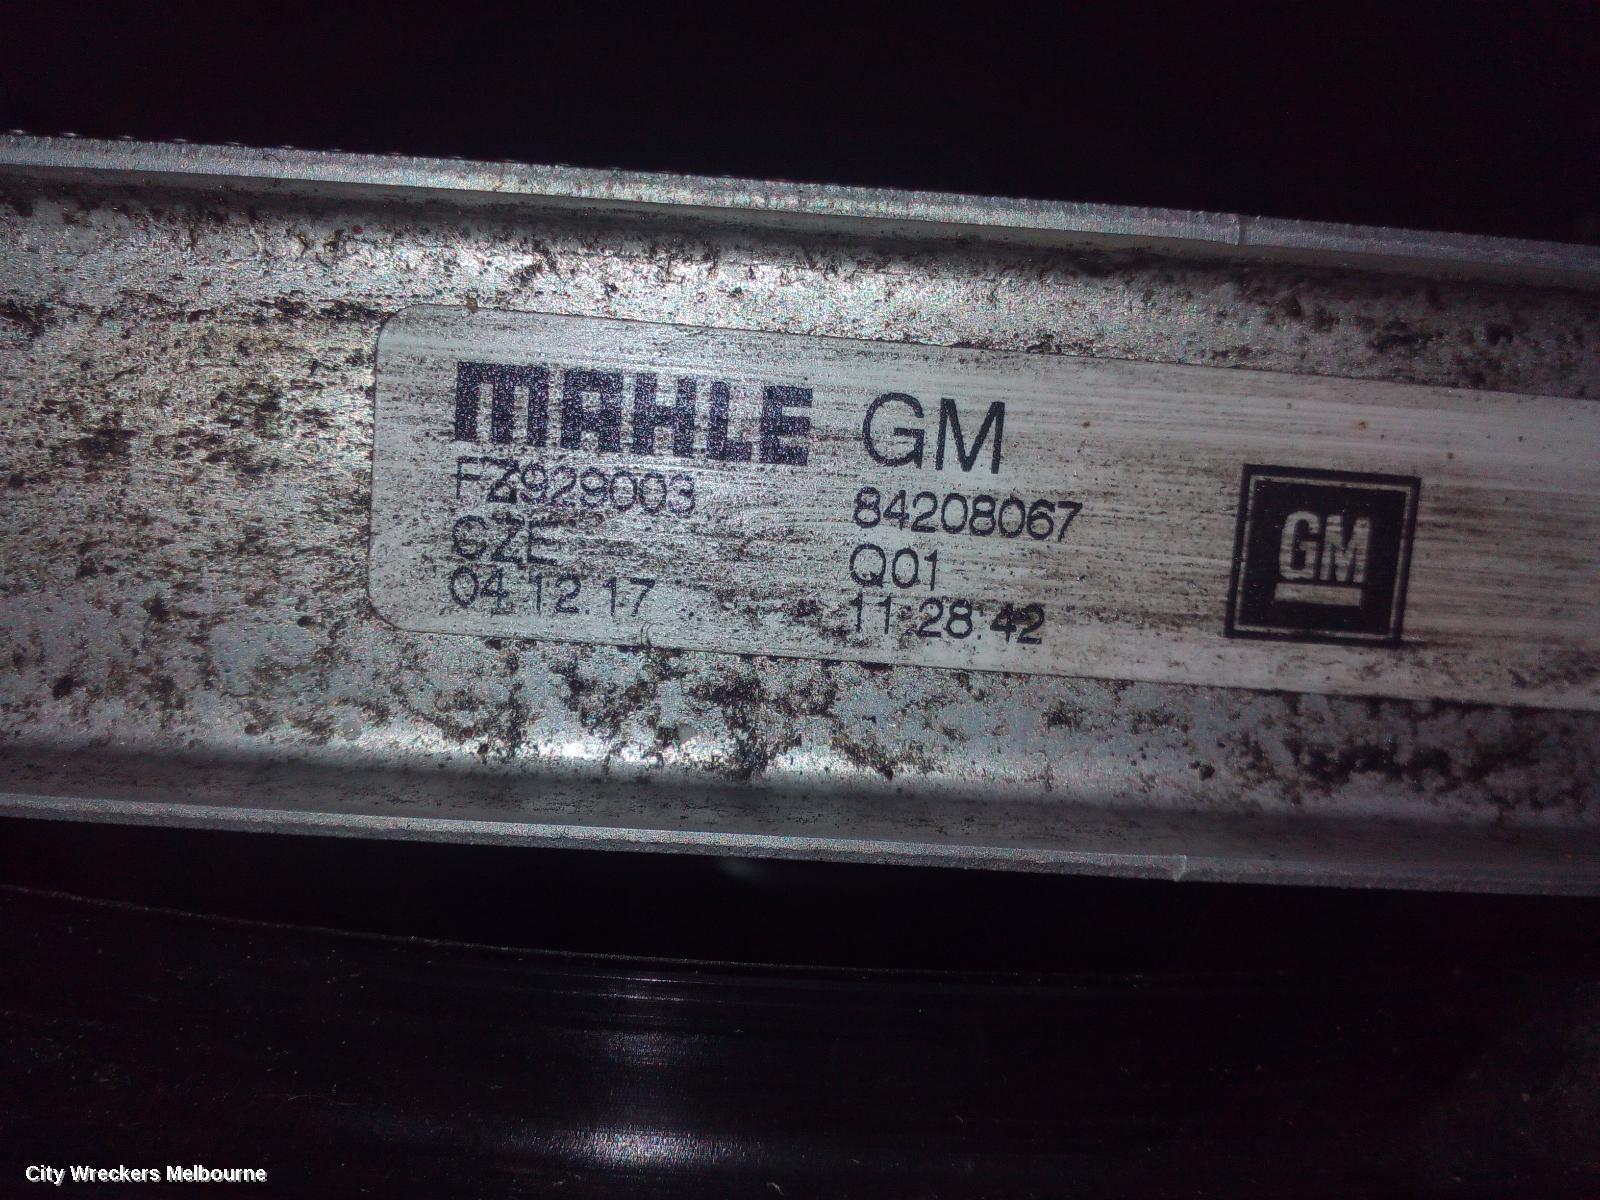 MAHLE GM
FZ929003 84208067
CZE Q01
04.12.17 11:28:42
GM
City Wreckers Melbourne